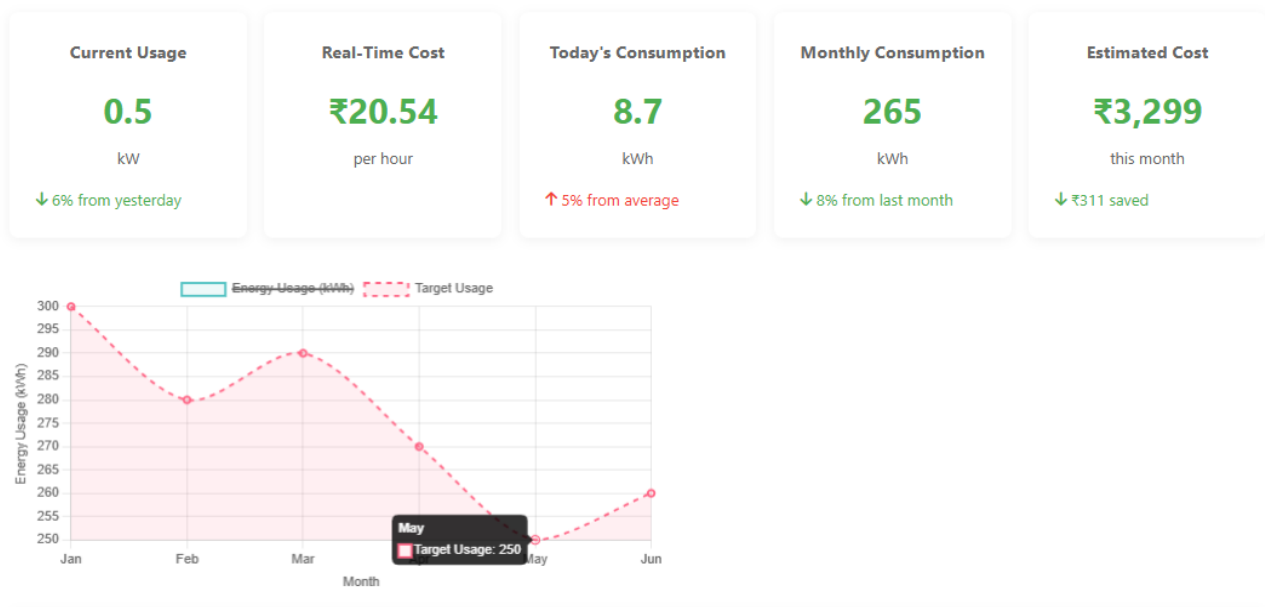 Current Usage
0.5
kW
↓ 6% from yesterday
Real-Time Cost
₹20.54
per hour
Today's Consumption
8.7
kWh
↑ 5% from average
Monthly Consumption
265
kWh
↓ 8% from last month
Estimated Cost
₹3,299
this month
↓ ₹311 saved
Energy Usage (kWh) Target Usage
Energy Usage (kWh)
300
295
290
285
280
275
270
265
260
255
250
May
Target Usage: 250
Jan Feb Mar Apr May Jun
Month